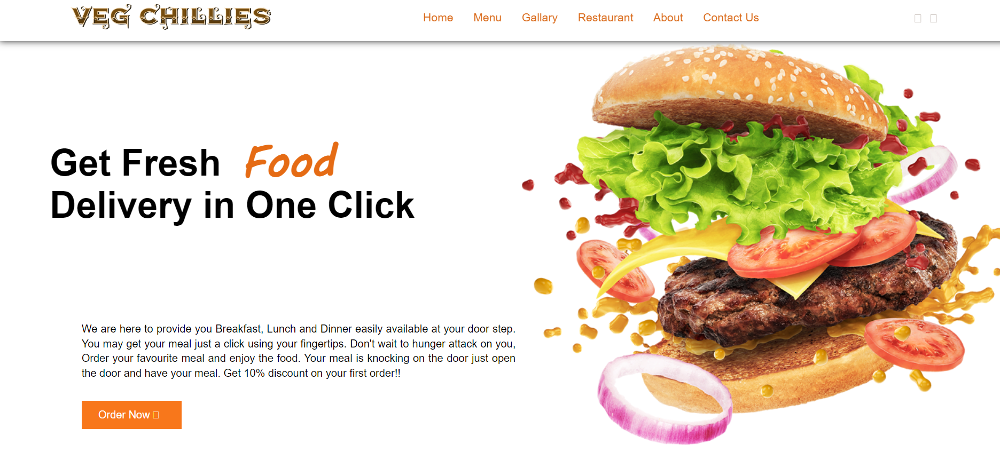 VEG CHILLIES
Home Menu Gallary Restaurant About Contact Us
Get Fresh Food
Delivery in One Click
We are here to provide you Breakfast, Lunch and Dinner easily available at your door step.
You may get your meal just a click using your fingertips. Don't wait to hunger attack on you,
Order your favourite meal and enjoy the food. Your meal is knocking on the door just open
the door and have your meal. Get 10% discount on your first order!!
Order Now